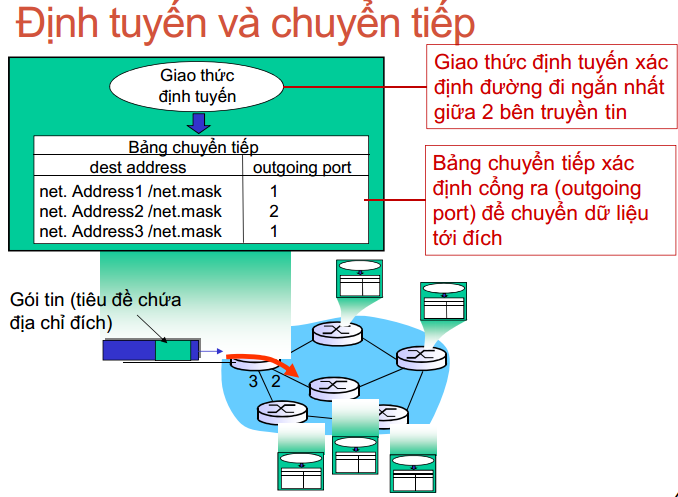 Định tuyến và chuyển tiếp
Giao thức
định tuyến
Bảng chuyển tiếp
dest address outgoing port
net. Address1 /net.mask 1
net. Address2 /net.mask 2
net. Address3 /net.mask 1
Giao thức định tuyến xác
định đường đi ngắn nhất
giữa 2 bên truyền tin
Bảng chuyển tiếp xác
định cổng ra (outgoing
port) để chuyển dữ liệu
tới đích
Gói tin (tiêu đề chứa
địa chỉ đích)
3 2